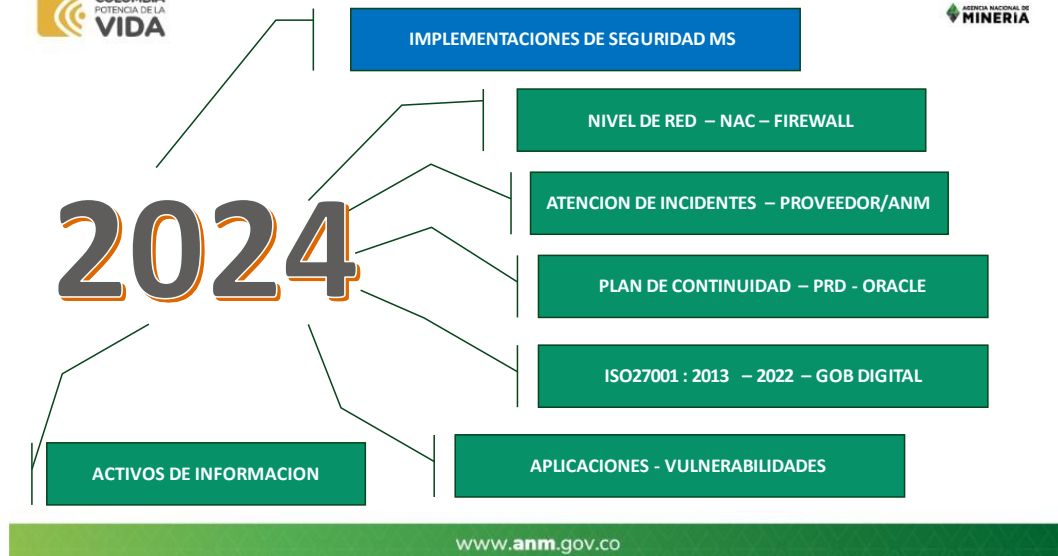 COLOMBIA
POTENCIA DE LA
VIDA
AGENCIA NACIONAL DE
MINERÍA
IMPLEMENTACIONES DE SEGURIDAD MS
NIVEL DE RED – NAC – FIREWALL
ATENCION DE INCIDENTES – PROVEEDOR/ANM
2024
PLAN DE CONTINUIDAD – PRD - ORACLE
ISO27001 : 2013 – 2022 – GOB DIGITAL
APLICACIONES - VULNERABILIDADES
ACTIVOS DE INFORMACION
www.anm.gov.co